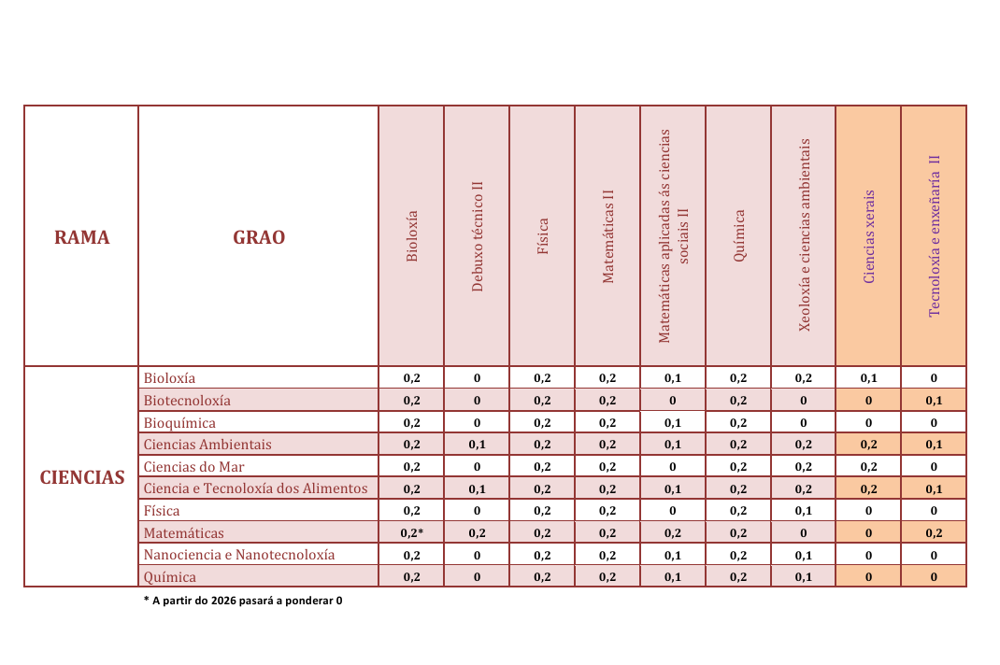 RAMA
GRAO
Bioloxía
Debuxo técnico II
Física
Matemáticas II
Matemáticas aplicadas ás ciencias
sociais II
Química
Xeoloxía e ciencias ambientais
Ciencias xerais
Tecnoloxía e enxeñaría II
CIENCIAS
Bioloxía 0,2 0 0,2 0,2 0,1 0,2 0,2 0,1 0
Biotecnoloxía 0,2 0 0,2 0,2 0 0,2 0 0 0,1
Bioquímica 0,2 0 0,2 0,2 0,1 0,2 0 0 0
Ciencias Ambientais 0,2 0,1 0,2 0,2 0,1 0,2 0,2 0,2 0,1
Ciencias do Mar 0,2 0 0,2 0,2 0 0,2 0,2 0,2 0
Ciencia e Tecnoloxía dos Alimentos 0,2 0,1 0,2 0,2 0,1 0,2 0,2 0,2 0,1
Física 0,2 0 0,2 0,2 0 0,2 0,1 0 0
Matemáticas 0,2* 0,2 0,2 0,2 0,2 0,2 0 0 0,2
Nanociencia e Nanotecnoloxía 0,2 0 0,2 0,2 0,1 0,2 0,1 0 0
Química 0,2 0 0,2 0,2 0,1 0,2 0,1 0 0
* A partir do 2026 pasará a ponderar 0